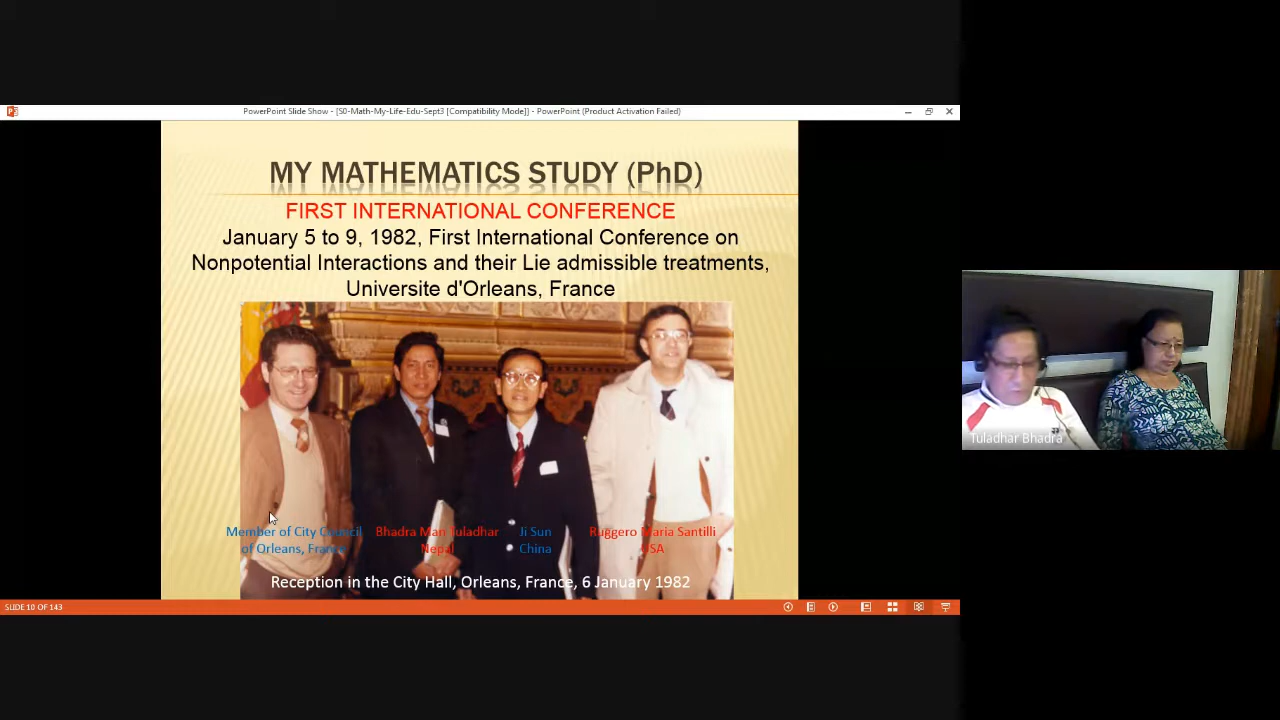 PowerPoint Slide Show - [S0-Math-My-Life-Edu-Sept3 [Compatibility Mode]] - PowerPoint (Product Activation Failed)
MY MATHEMATICS STUDY (PhD)
FIRST INTERNATIONAL CONFERENCE
January 5 to 9, 1982, First International Conference on
Nonpotential Interactions and their Lie admissible treatments,
Universite d'Orleans, France
Member of City Council
of Orleans, France
Bhadra Man Tuladhar
Nepal
Ji Sun
China
Ruggero Maria Santilli
USA
Reception in the City Hall, Orleans, France, 6 January 1982
SLIDE 10 OF 143
Tuladhar Bhadra